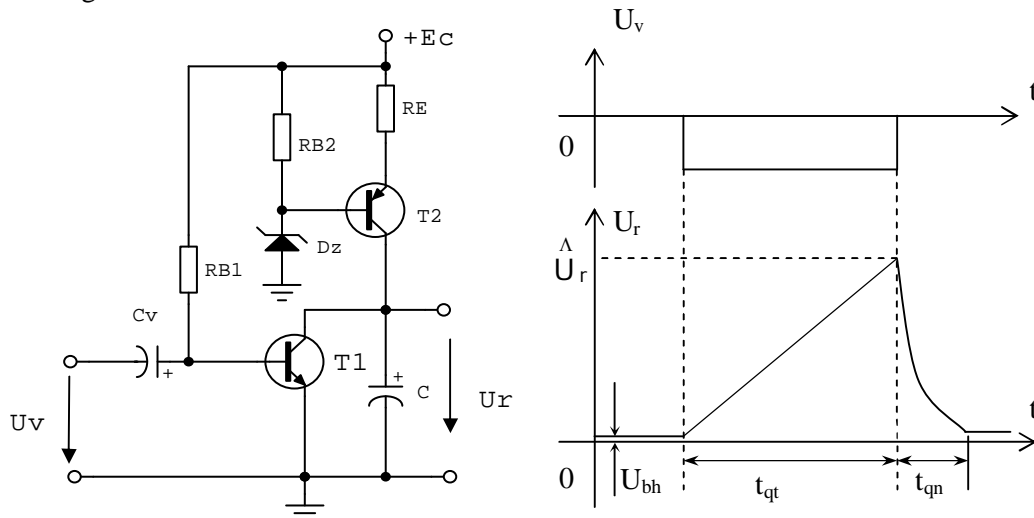 +Ec
RE
RB2
T2
Dz
RB1
Cv
+
T1
+
C
Uv
Ur
Uv
t
0
Ur
Λ
Ur
t
0
Ubh
tqt
tqn